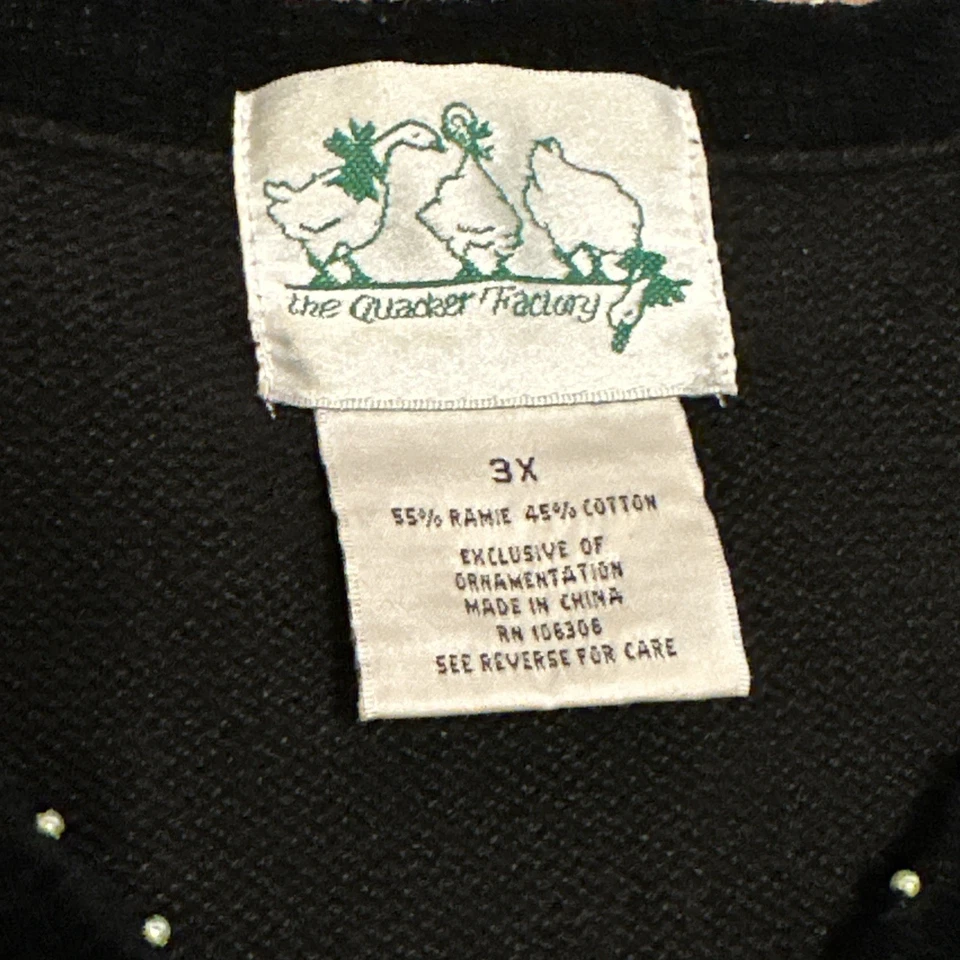 the Quacker Factory
3X
55% RAMIE 45% COTTON
EXCLUSIVE OF
ORNAMENTATION
MADE IN CHINA
RN 106306
SEE REVERSE FOR CARE